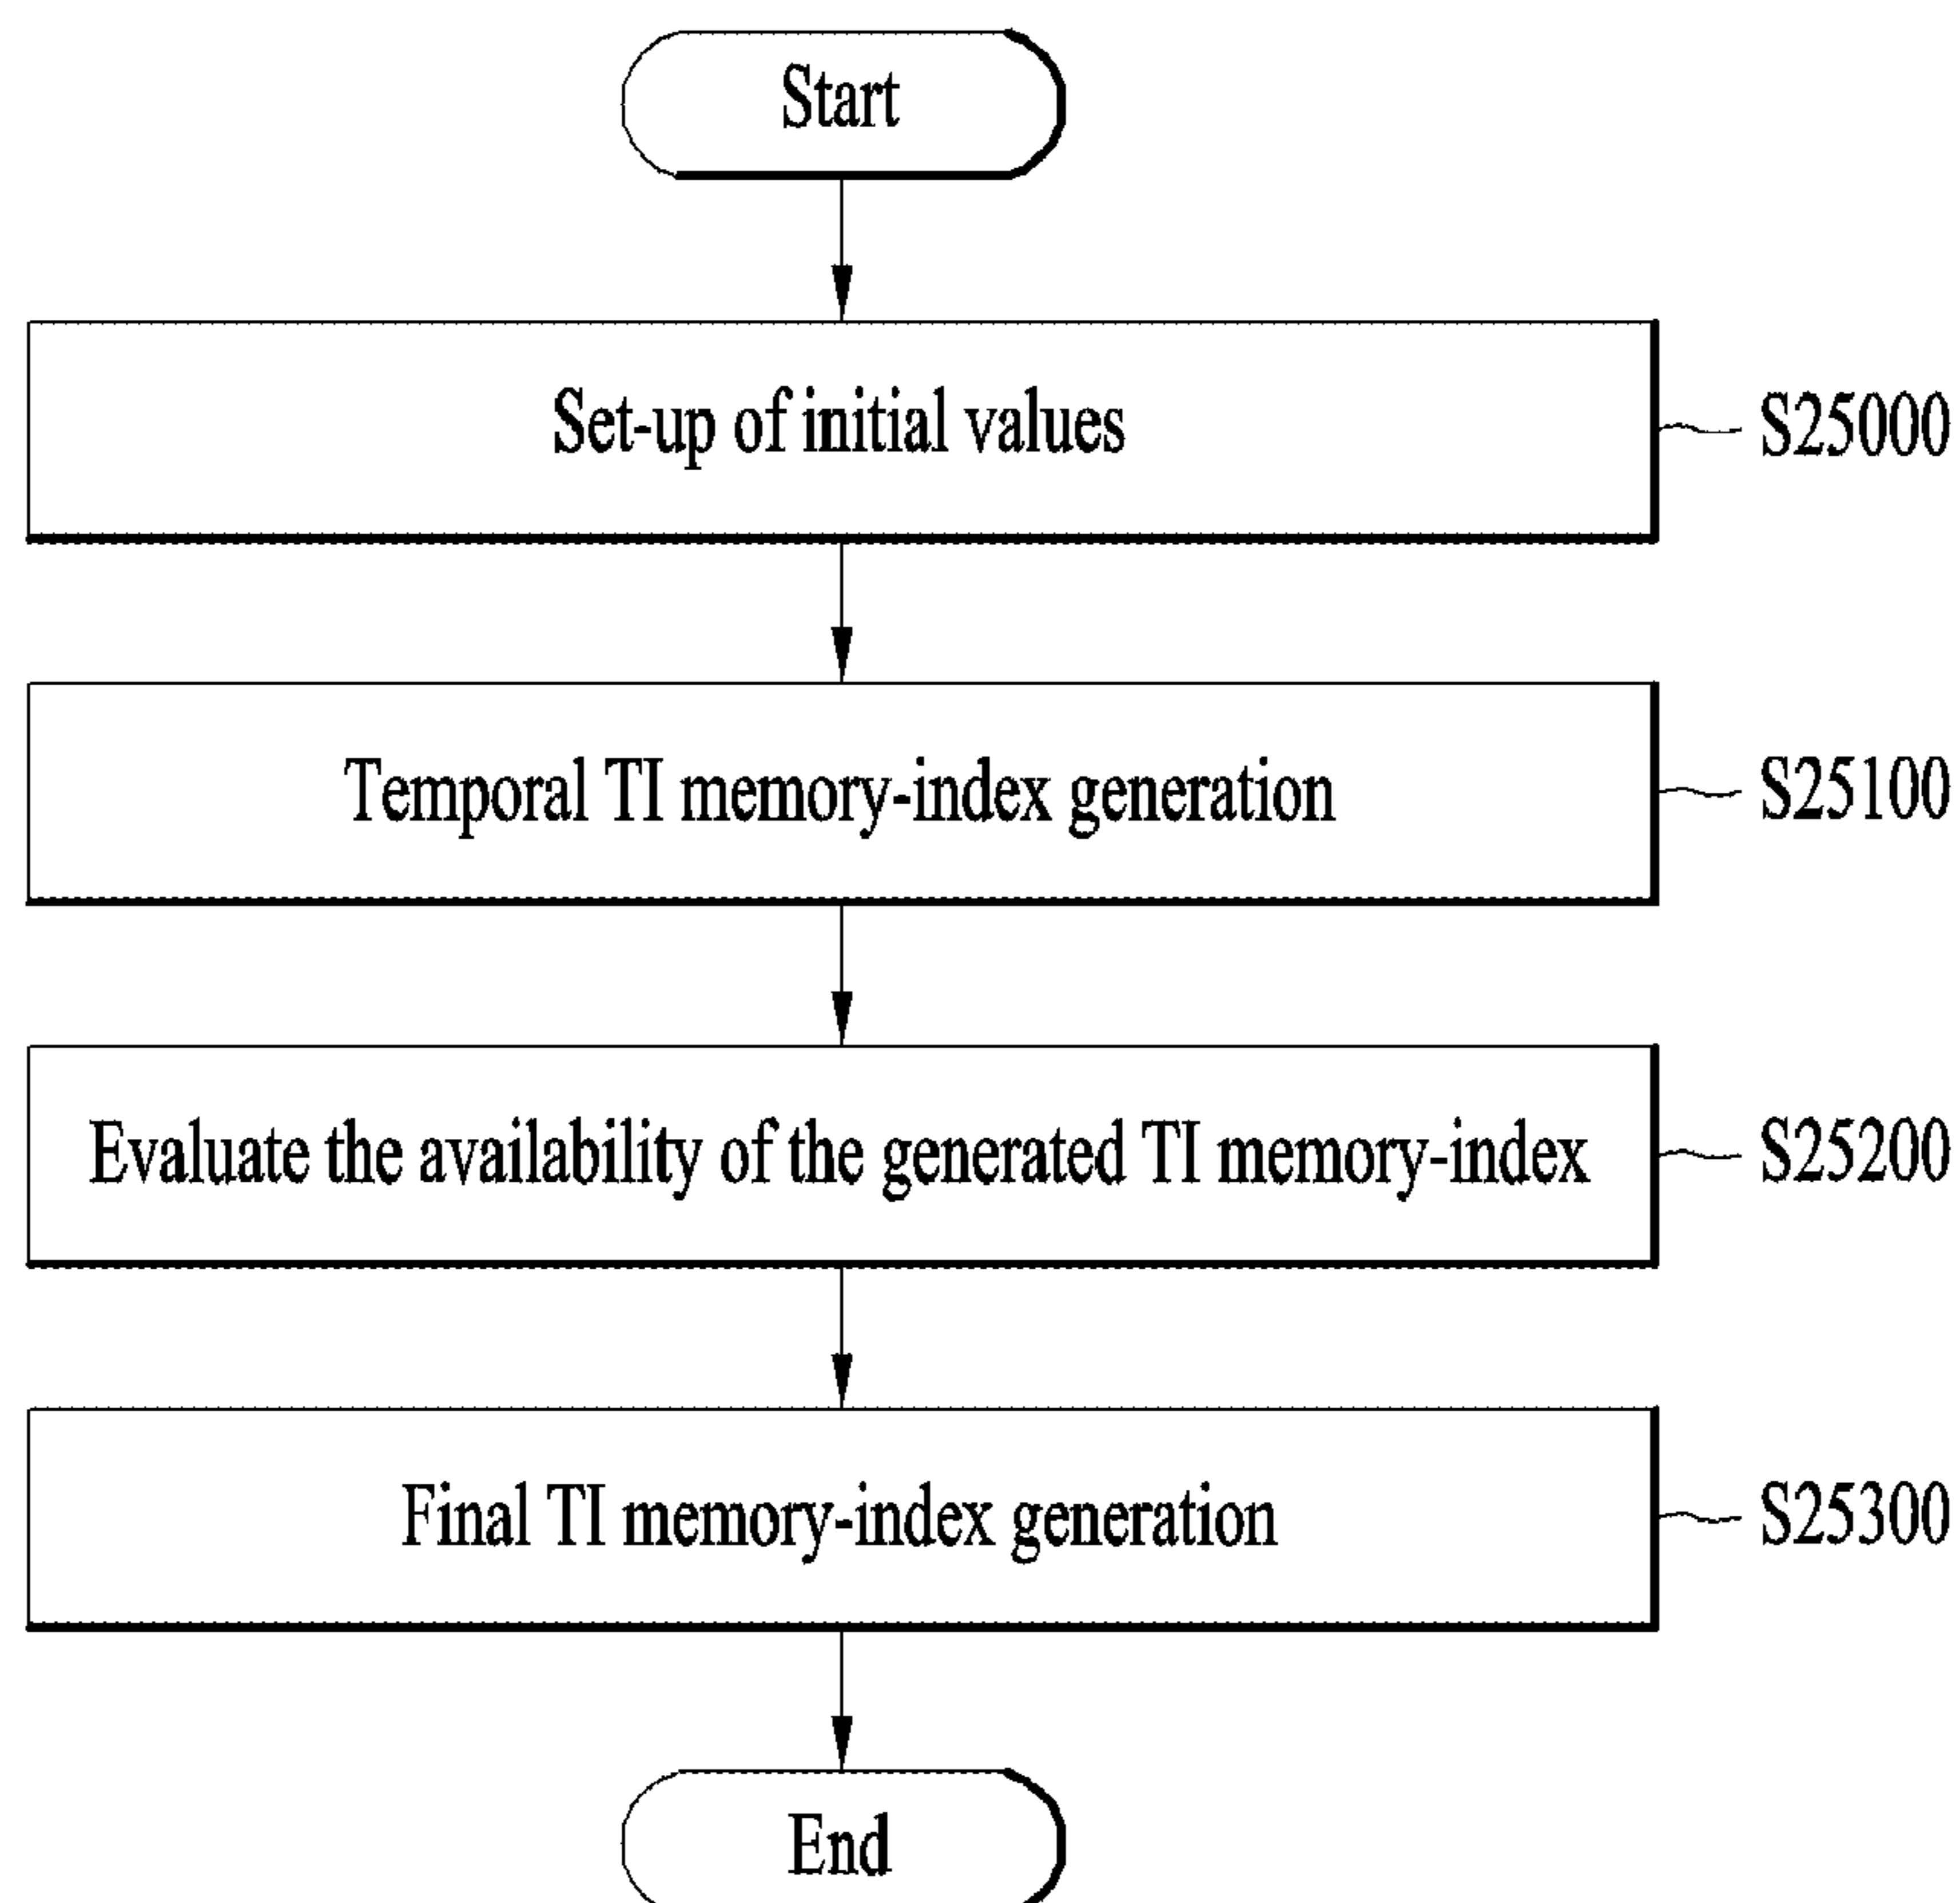 Start
Set-up of initial values
S25000
Temporal TI memory-index generation
S25100
Evaluate the availability of the generated TI memory-index
S25200
Final TI memory-index generation
S25300
End